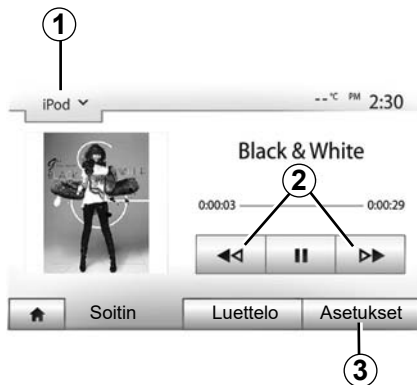 1
iPod
--°C PM 2:30
Black & White
2
0:00:03 0:00:29
Soitin Luettelo Asetukset
3